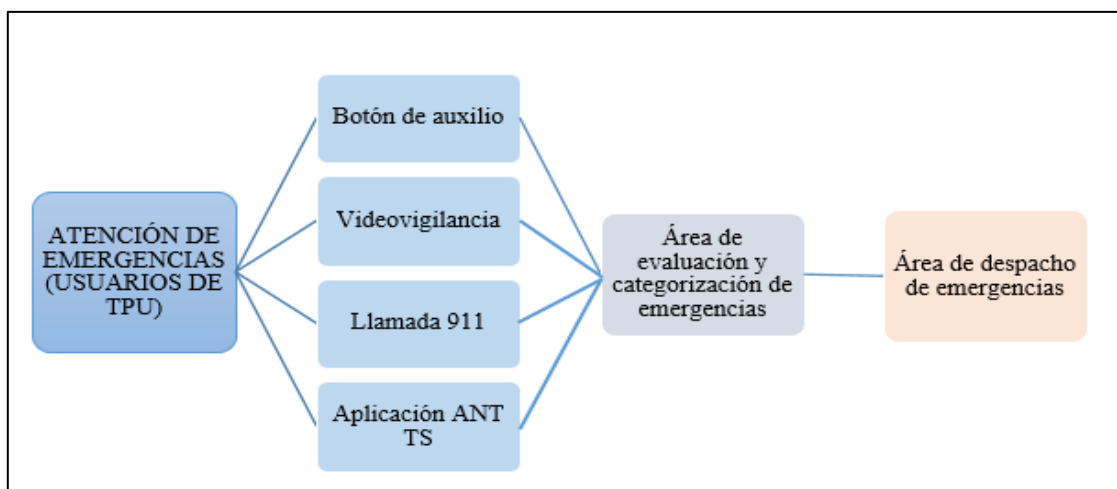 ATENCIÓN DE
EMERGENCIAS
(USUARIOS DE
TPU)
Botón de auxilio
Videovigilancia
Llamada 911
Aplicación ANT
TS
Área de
evaluación y
categorización de
emergencias
Área de despacho
de emergencias